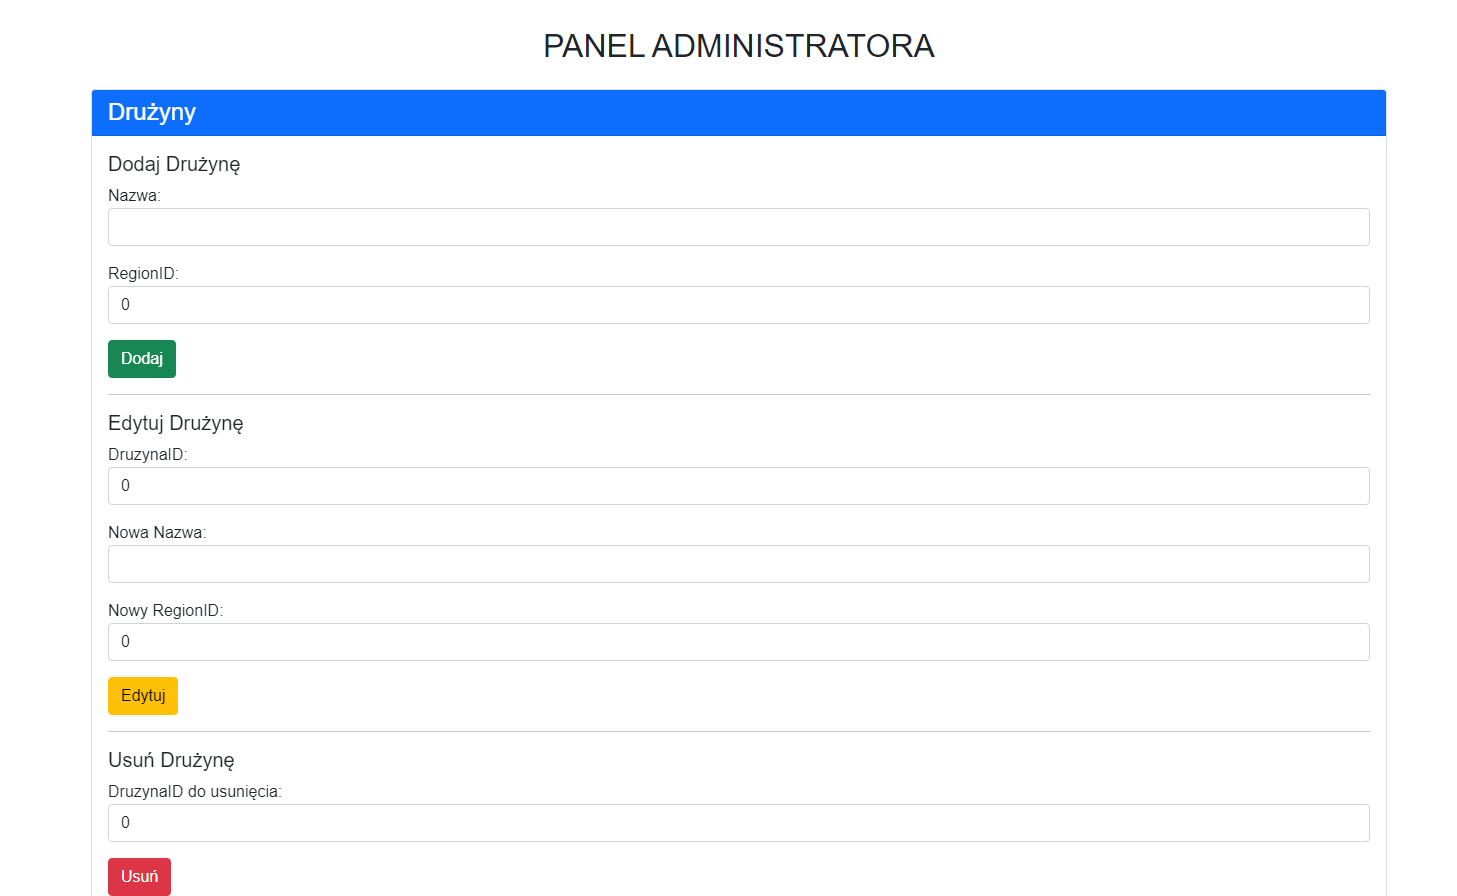 PANEL ADMINISTRATORA
Drużyny
Dodaj Drużynę
Nazwa:
RegionID:
0
Dodaj
Edytuj Drużynę
DruzynaID:
0
Nowa Nazwa:
Nowy RegionID:
0
Edytuj
Usuń Drużynę
DruzynaID do usunięcia:
0
Usuń